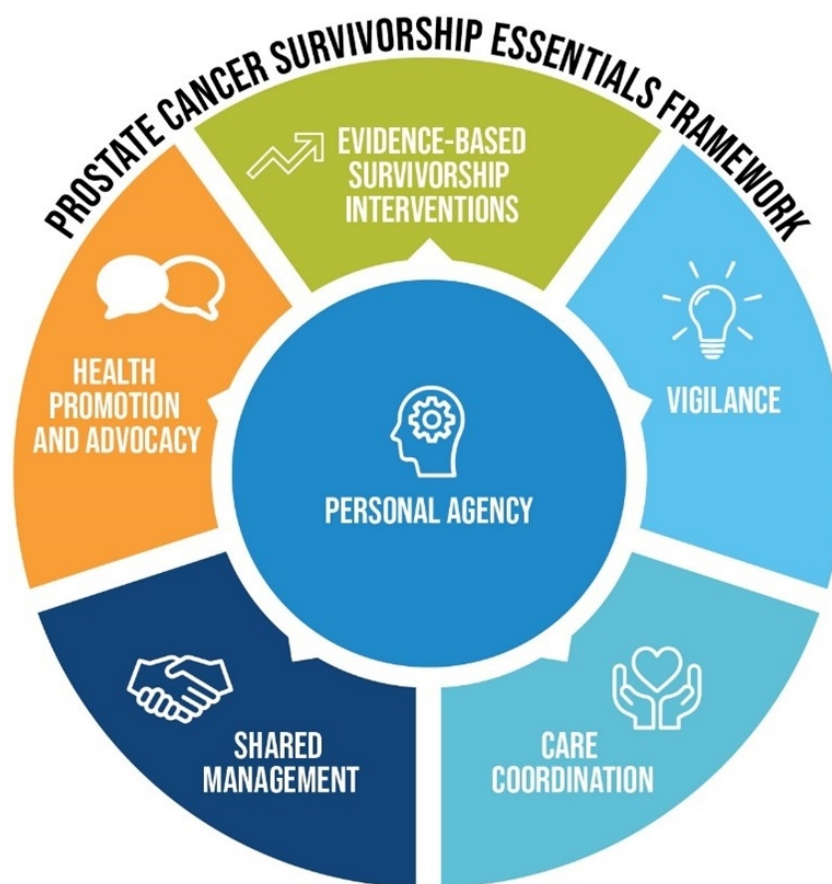 PROSTATE CANCER SURVIVORSHIP ESSENTIALS FRAMEWORK
EVIDENCE-BASED
SURVIVORSHIP
INTERVENTIONS
HEALTH
PROMOTION
AND ADVOCACY
VIGILANCE
PERSONAL AGENCY
SHARED
MANAGEMENT
CARE
COORDINATION